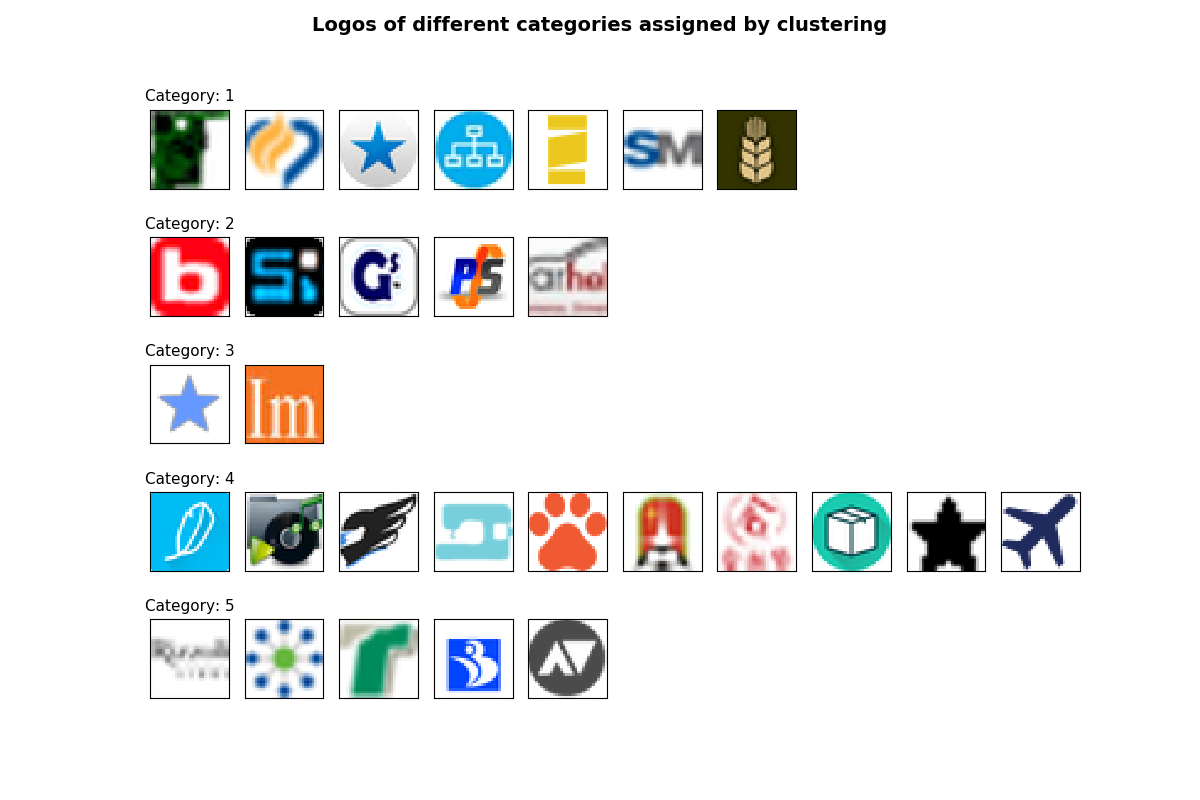 Logos of different categories assigned by clustering
Category: 1
SM
Category: 2
b
Si
Gs
PS
arhol
Category: 3
Im
Category: 4
Category: 5